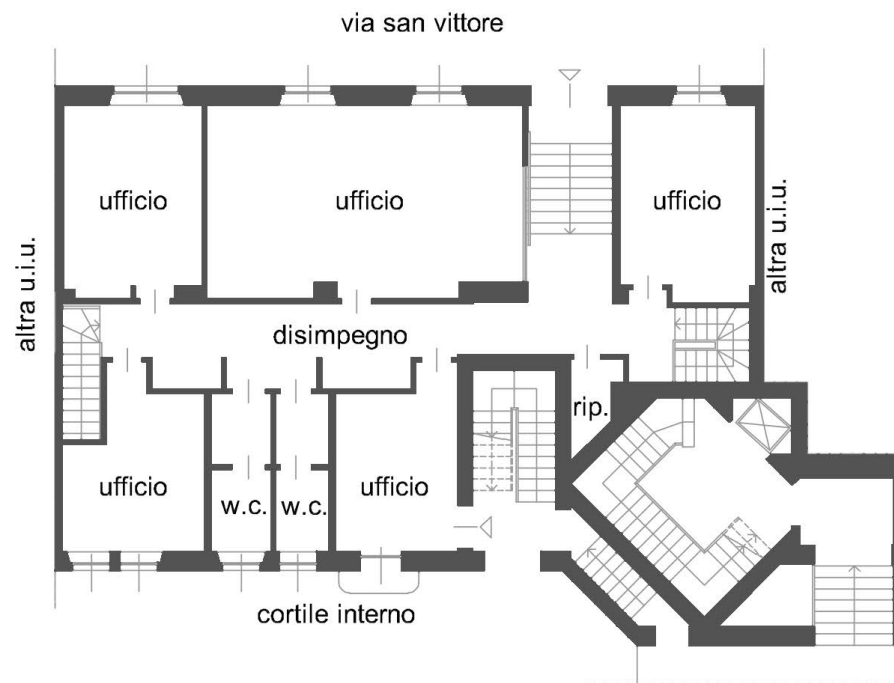 via san vittore
ufficio
ufficio
ufficio
altra u.i.u.
altra u.i.u.
disimpegno
rip.
ufficio
w.c.
w.c.
ufficio
cortile interno